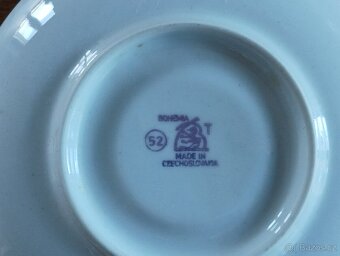 BOHEMIA
T
52
MADE IN
CZECHOSLOVAKIA